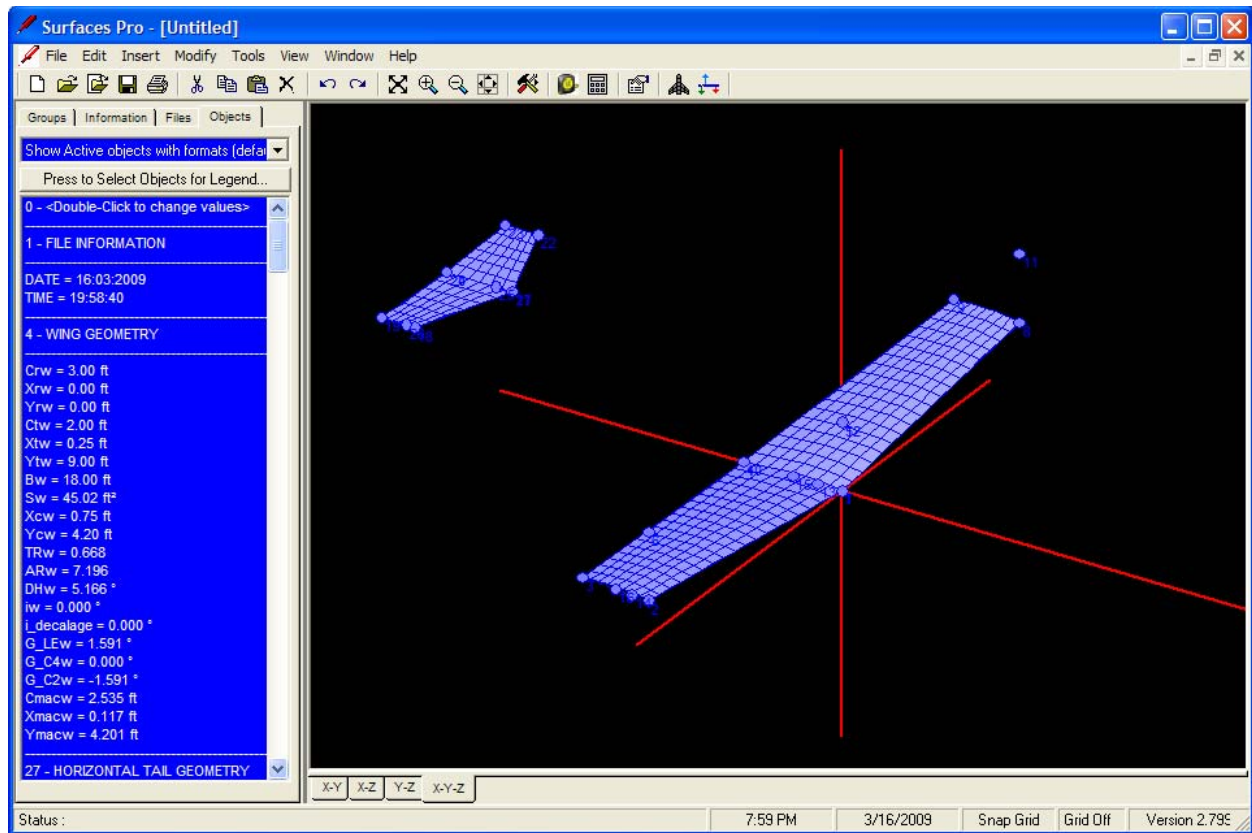 Surfaces Pro - [Untitled]
File Edit Insert Modify Tools View Window Help
Groups Information Files Objects
Show Active objects with formats (defau
Press to Select Objects for Legend...
0 - <Double-Click to change values>
1 - FILE INFORMATION
DATE = 16:03:2009
TIME = 19:58:40
4 - WING GEOMETRY
Crw = 3.00 ft
Xrw = 0.00 ft
Yrw = 0.00 ft
Ctw = 2.00 ft
Xtw = 0.25 ft
Ytw = 9.00 ft
Bw = 18.00 ft
Sw = 45.02 ft²
Xcw = 0.75 ft
Ycw = 4.20 ft
TRw = 0.668
ARw = 7.196
DHw = 5.166 °
iw = 0.000 °
i_decalage = 0.000 °
G_LEw = 1.591 °
G_C4w = 0.000 °
G_C2w = -1.591 °
Cmacw = 2.535 ft
Xmacw = 0.117 ft
Ymacw = 4.201 ft
27 - HORIZONTAL TAIL GEOMETRY
22
27
11
X-Y X-Z Y-Z X-Y-Z
Status : 7:59 PM 3/16/2009 Snap Grid Grid Off Version 2.795